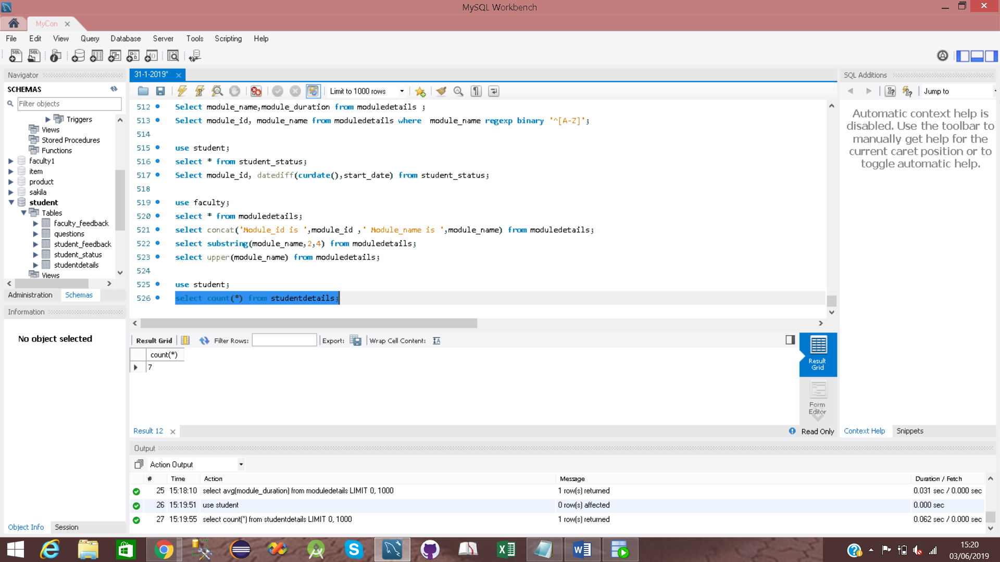 MySQL Workbench
MyCon
File Edit View Query Database Server Tools Scripting Help
Navigator
SCHEMAS
Filter objects
Triggers
Views
Stored Procedures
Functions
faculty1
item
product
sakila
student
Tables
faculty_feedback
questions
student_feedback
student_status
studentdetails
Views
Administration Schemas
Information
No object selected
Object Info Session
31-1-2019*
Limit to 1000 rows
512 Select module_name,module_duration from moduledetails ;
513 Select module_id, module_name from moduledetails where  module_name regexp binary '^[A-Z]';
514
515 use student;
516 select * from student_status;
517 Select module_id, datediff(curdate(),start_date) from student_status;
518
519 use faculty;
520 select * from moduledetails;
521 select concat('Module_id is ',module_id ,' Module_name is ',module_name) from moduledetails;
522 select substring(module_name,2,4) from moduledetails;
523 select upper(module_name) from moduledetails;
524
525 use student;
526 select count(*) from studentdetails;
Result Grid Filter Rows: Export: Wrap Cell Content:
count(*)
7
Result Grid
Form Editor
Result 12
Read Only
SQL Additions
Jump to
Automatic context help is
disabled. Use the toolbar to
manually get help for the
current caret position or to
toggle automatic help.
Context Help Snippets
Output
Action Output
# Time Action Message Duration / Fetch
25 15:18:10 select avg(module_duration) from moduledetails LIMIT 0, 1000 1 row(s) returned 0.031 sec / 0.000 sec
26 15:19:51 use student 0 row(s) affected 0.000 sec
27 15:19:55 select count(*) from studentdetails LIMIT 0, 1000 1 row(s) returned 0.062 sec / 0.000 sec
15:20
03/06/2019